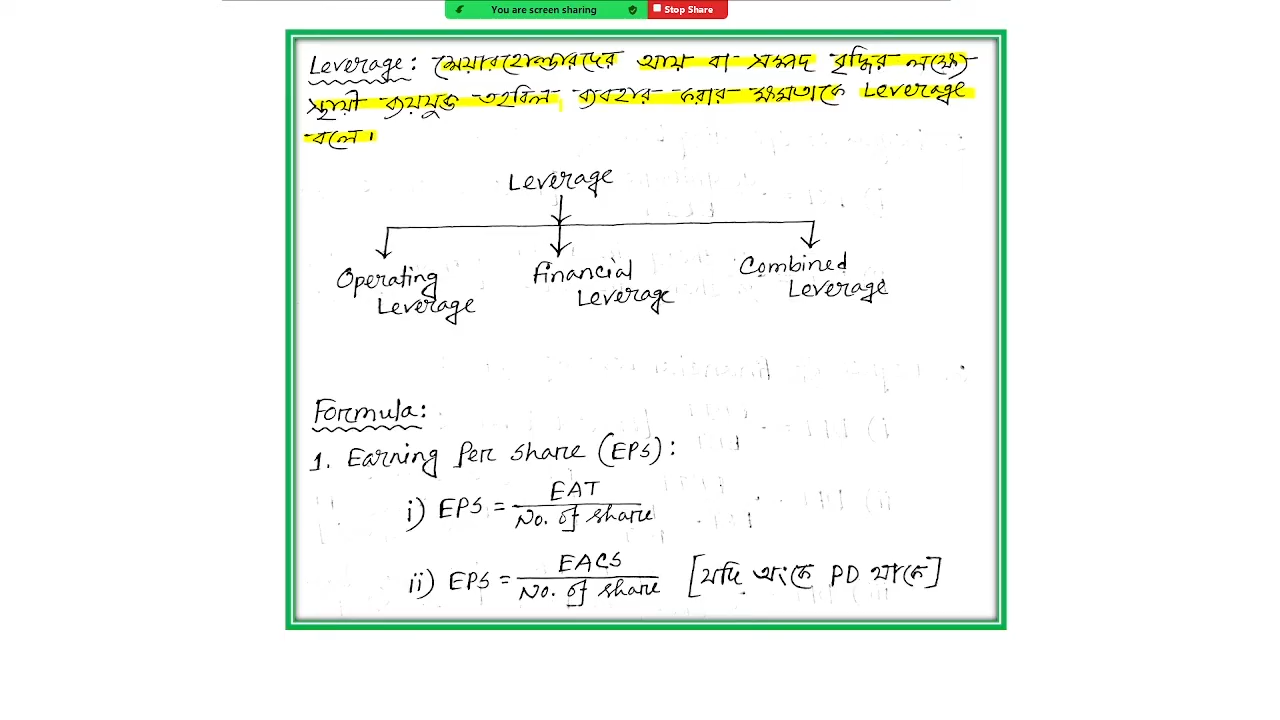 You are screen sharing
Stop Share
Leverage: শেয়ারহোল্ডারদের আয় বা সম্পদ বৃদ্ধির লক্ষ্যে
স্থায়ী ব্যয়যুক্ত তহবিল ব্যবহার করার ক্ষমতাকে Leverage
বলে।
Leverage
Operating Leverage
Financial Leverage
Combined Leverage
Formula:
1. Earning Per share (EPS):
i) EPS = EAT / No. of share
ii) EPS = EACS / No. of share [যদি অংকে PD থাকে]